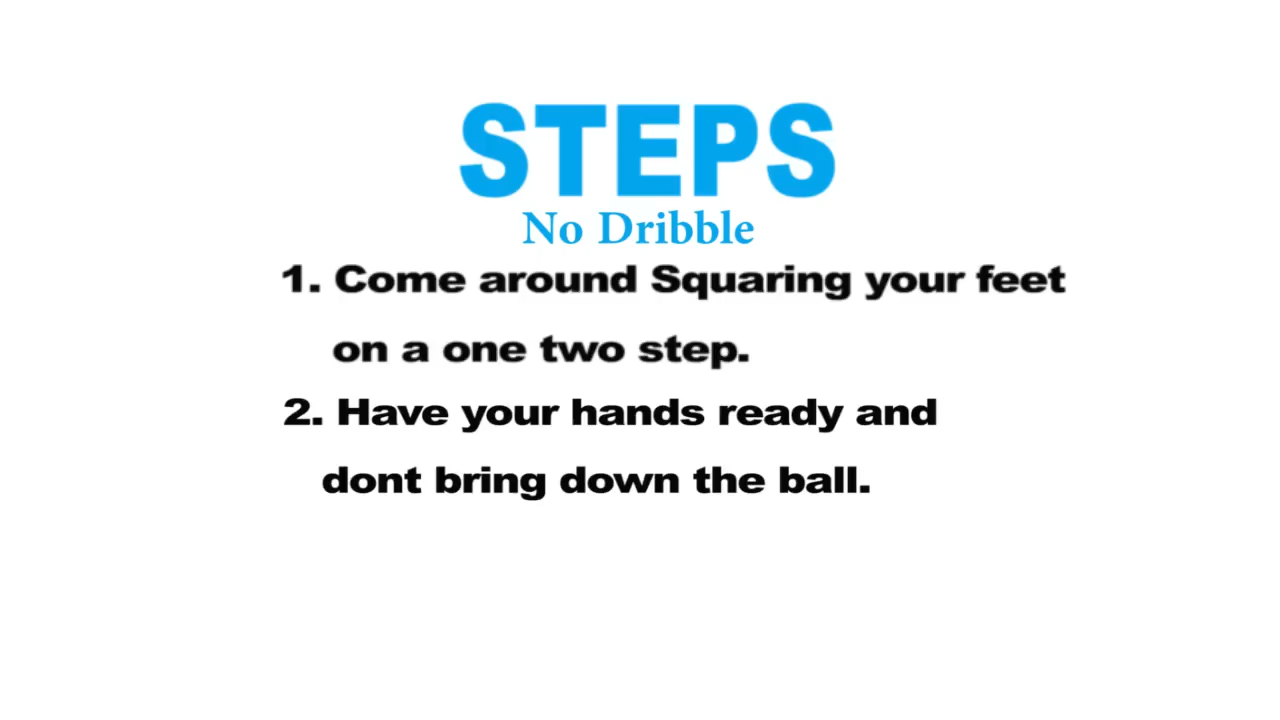 STEPS
No Dribble
1. Come around Squaring your feet
on a one two step.
2. Have your hands ready and
dont bring down the ball.